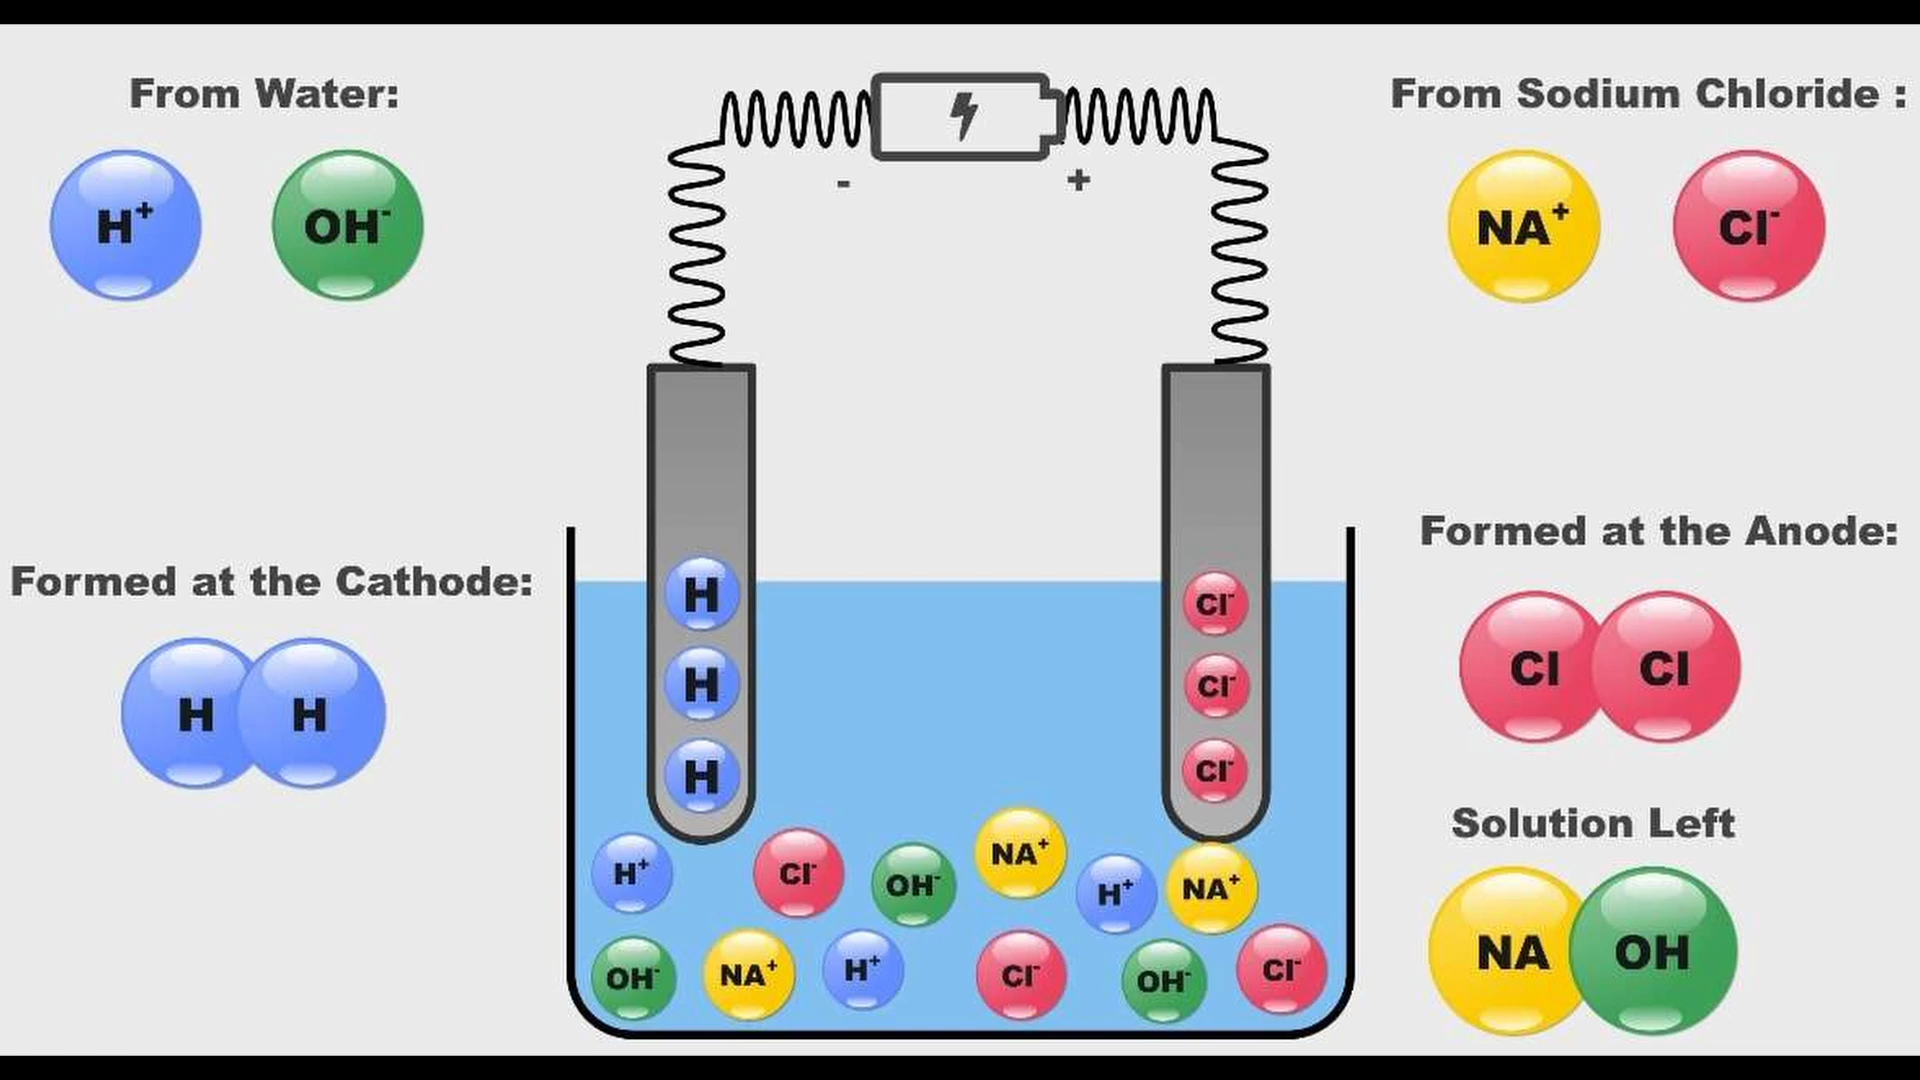 From Water:
H+ OH-
- +
From Sodium Chloride :
NA+ Cl-
Formed at the Cathode:
H H
H
H
H
Cl-
Cl-
Cl-
H+ Cl- OH- NA+ H+ NA+
OH- NA+ H+ Cl- OH- Cl-
Formed at the Anode:
Cl Cl
Solution Left
NA OH